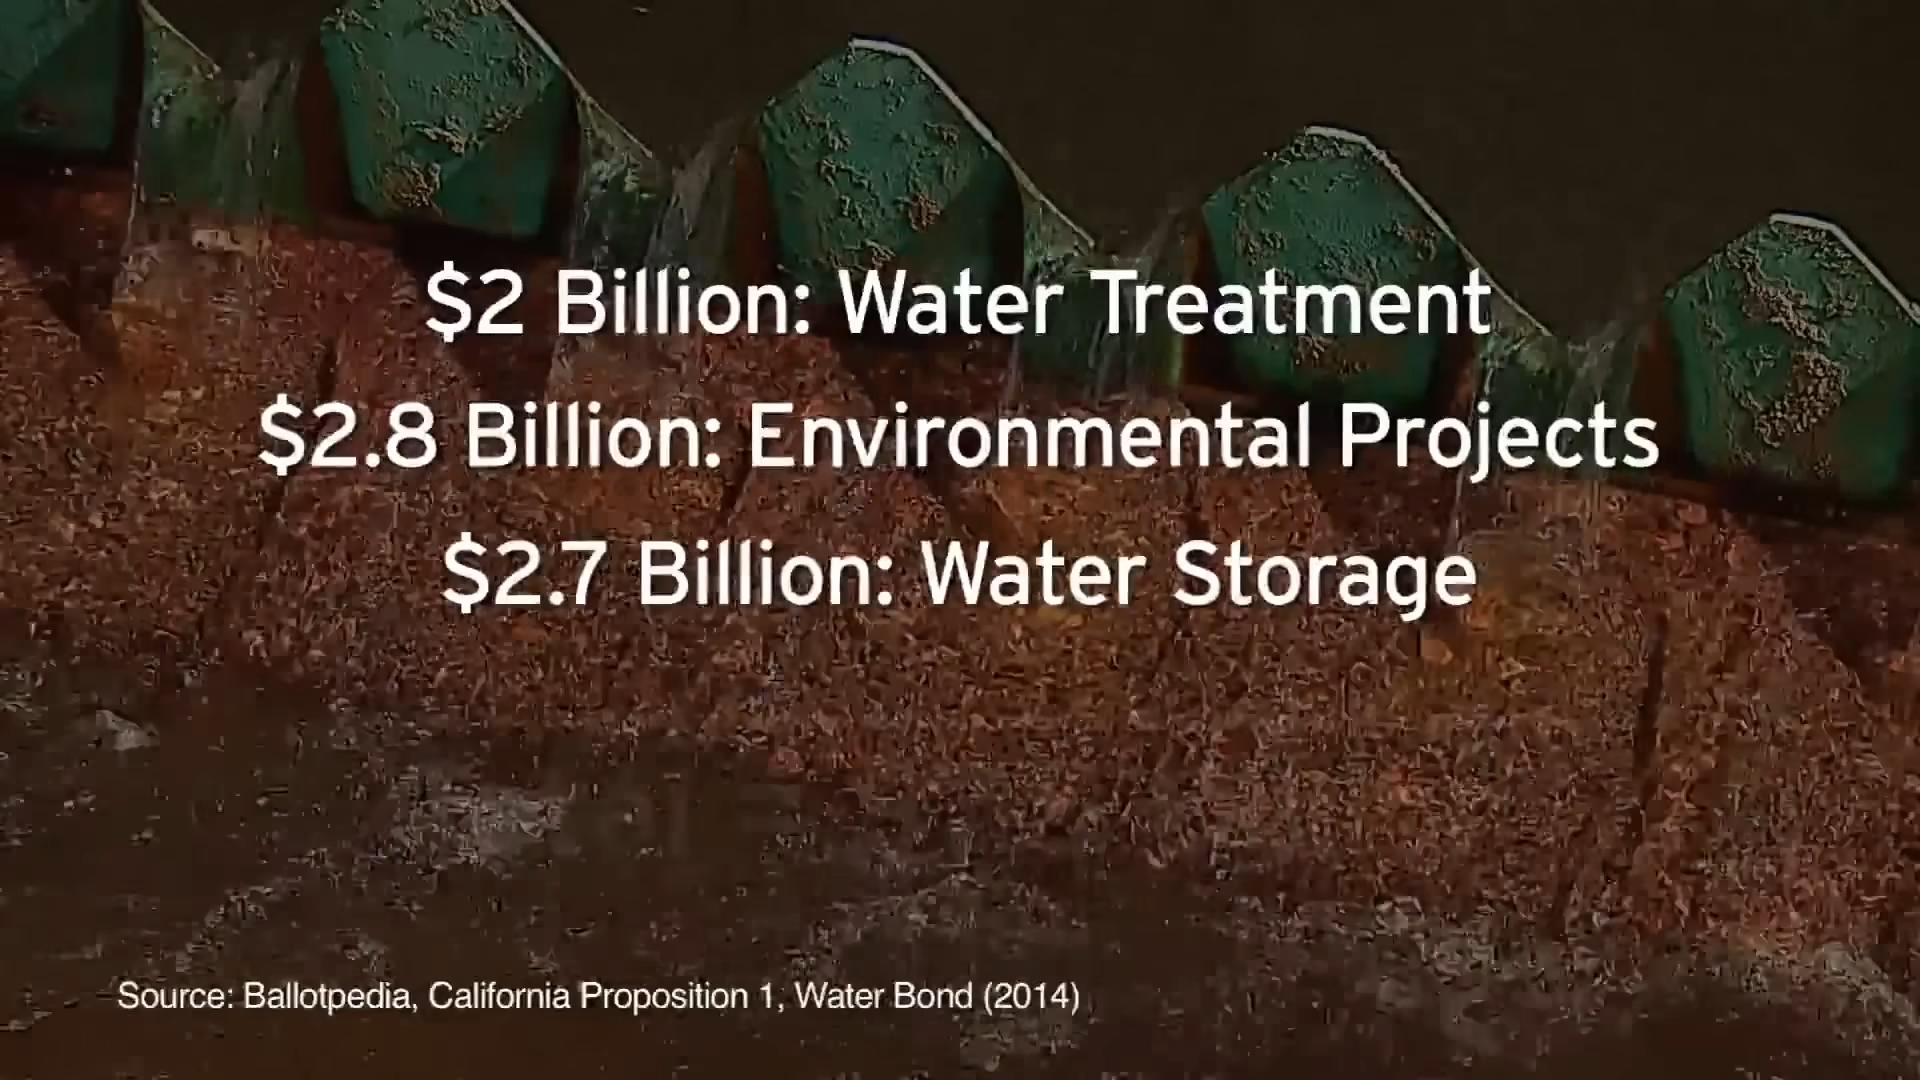 $2 Billion: Water Treatment
$2.8 Billion: Environmental Projects
$2.7 Billion: Water Storage
Source: Ballotpedia, California Proposition 1, Water Bond (2014)